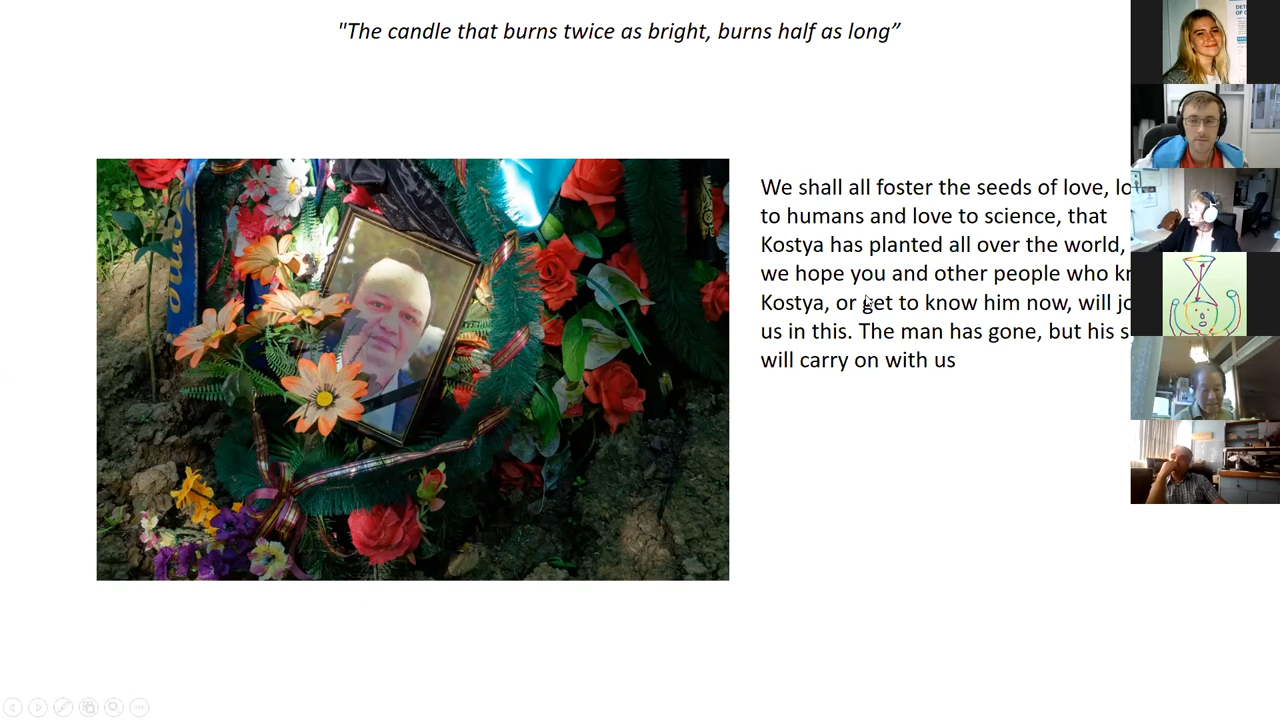 "The candle that burns twice as bright, burns half as long”
We shall all foster the seeds of love, lo
to humans and love to science, that
Kostya has planted all over the world,
we hope you and other people who kn
Kostya, or get to know him now, will jo
us in this. The man has gone, but his s
will carry on with us